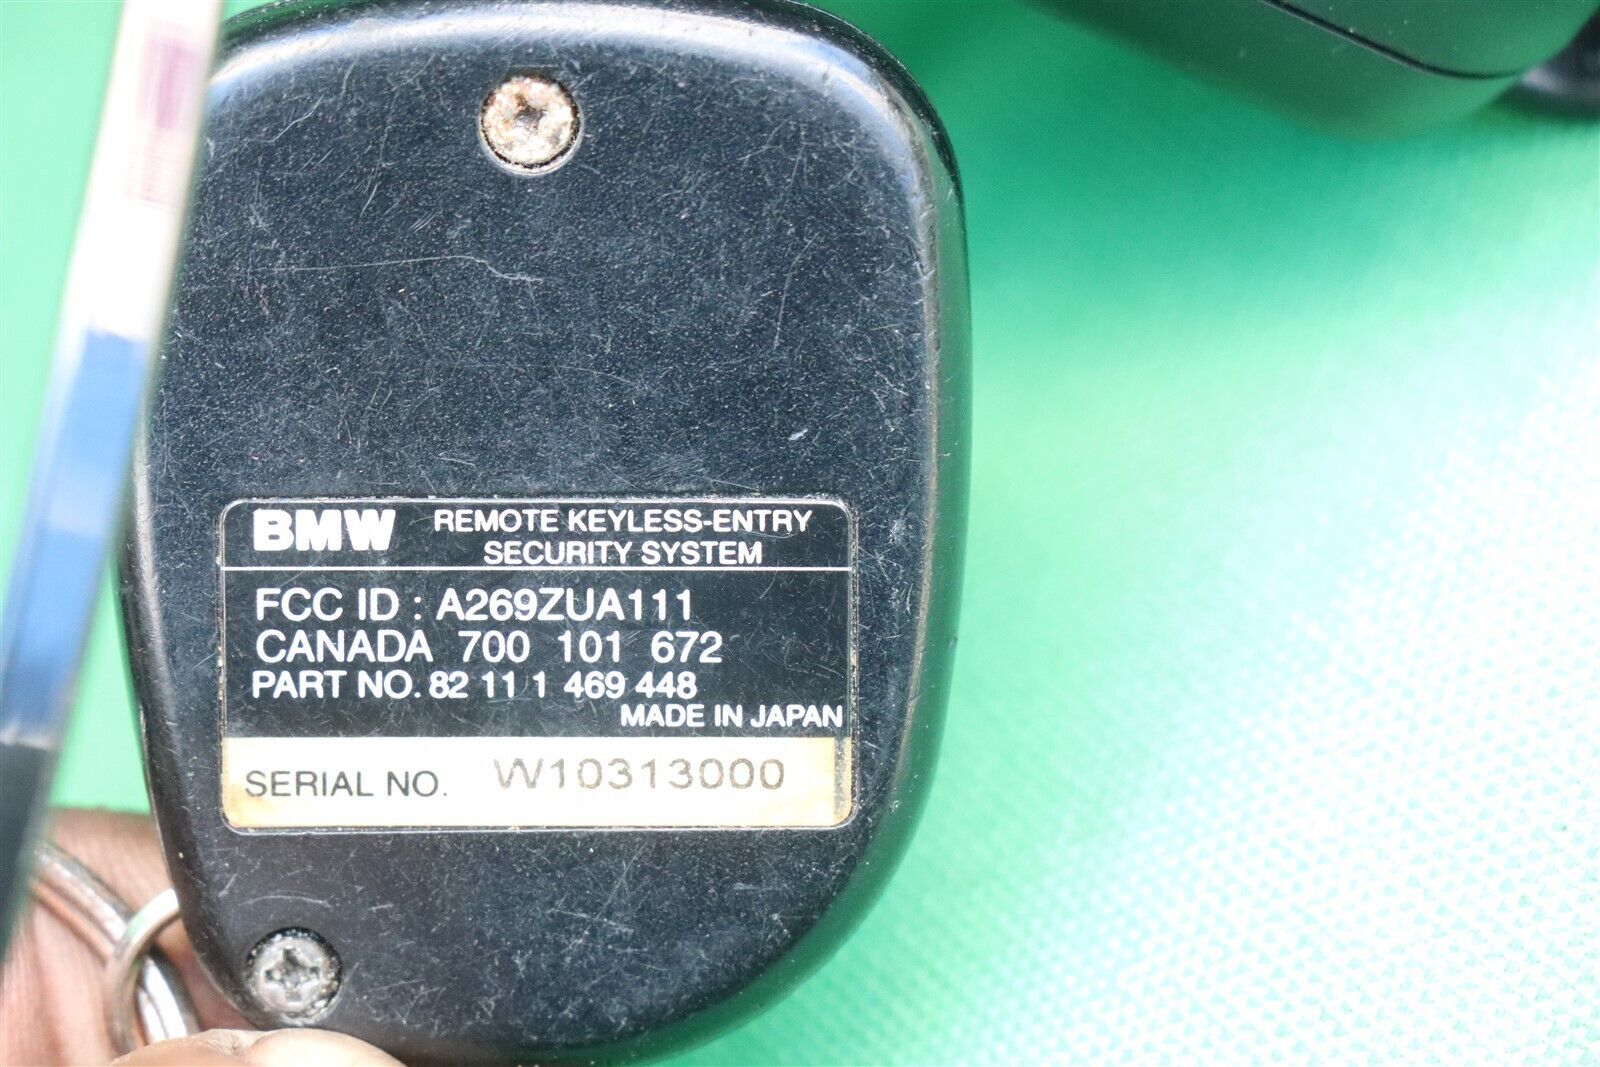 BMW REMOTE KEYLESS-ENTRY
SECURITY SYSTEM
FCC ID : A269ZUA111
CANADA 700 101 672
PART NO. 82 11 1 469 448
MADE IN JAPAN
SERIAL NO. W10313000